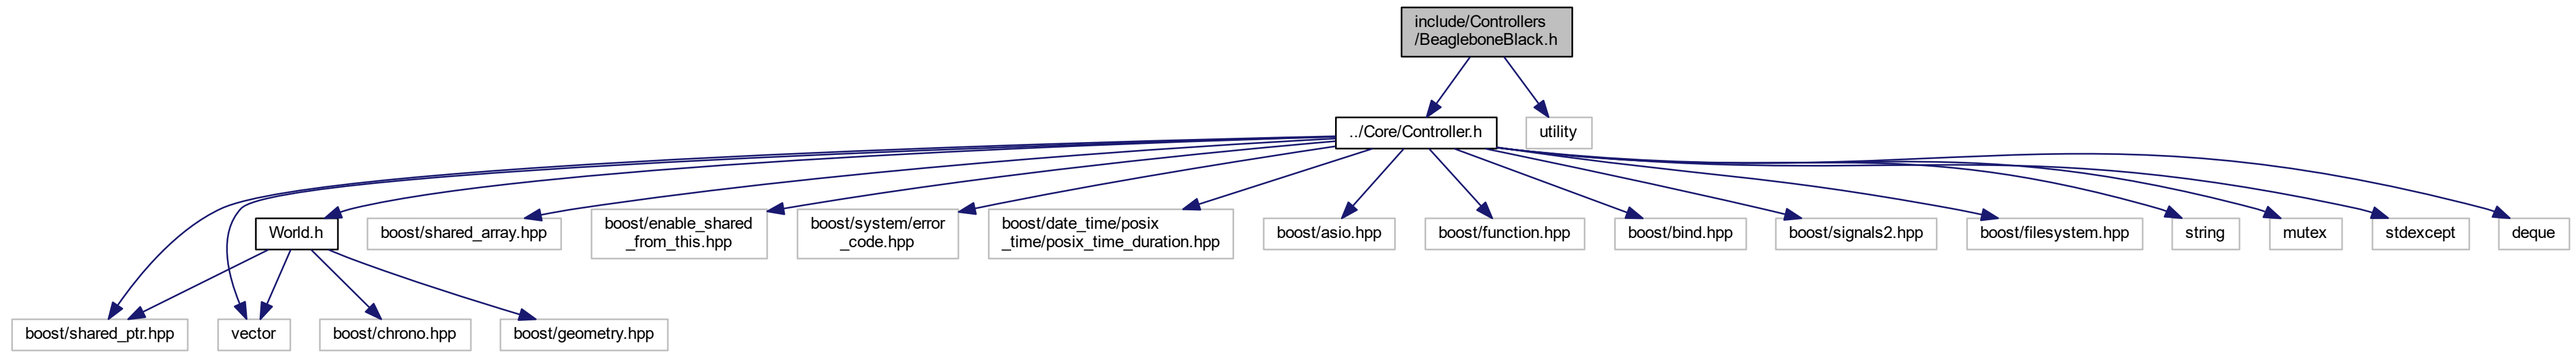 include/Controllers
/BeagleboneBlack.h
../Core/Controller.h
utility
World.h
boost/shared_array.hpp
boost/enable_shared
_from_this.hpp
boost/system/error
_code.hpp
boost/date_time/posix
_time/posix_time_duration.hpp
boost/asio.hpp
boost/function.hpp
boost/bind.hpp
boost/signals2.hpp
boost/filesystem.hpp
string
mutex
stdexcept
deque
boost/shared_ptr.hpp
vector
boost/chrono.hpp
boost/geometry.hpp